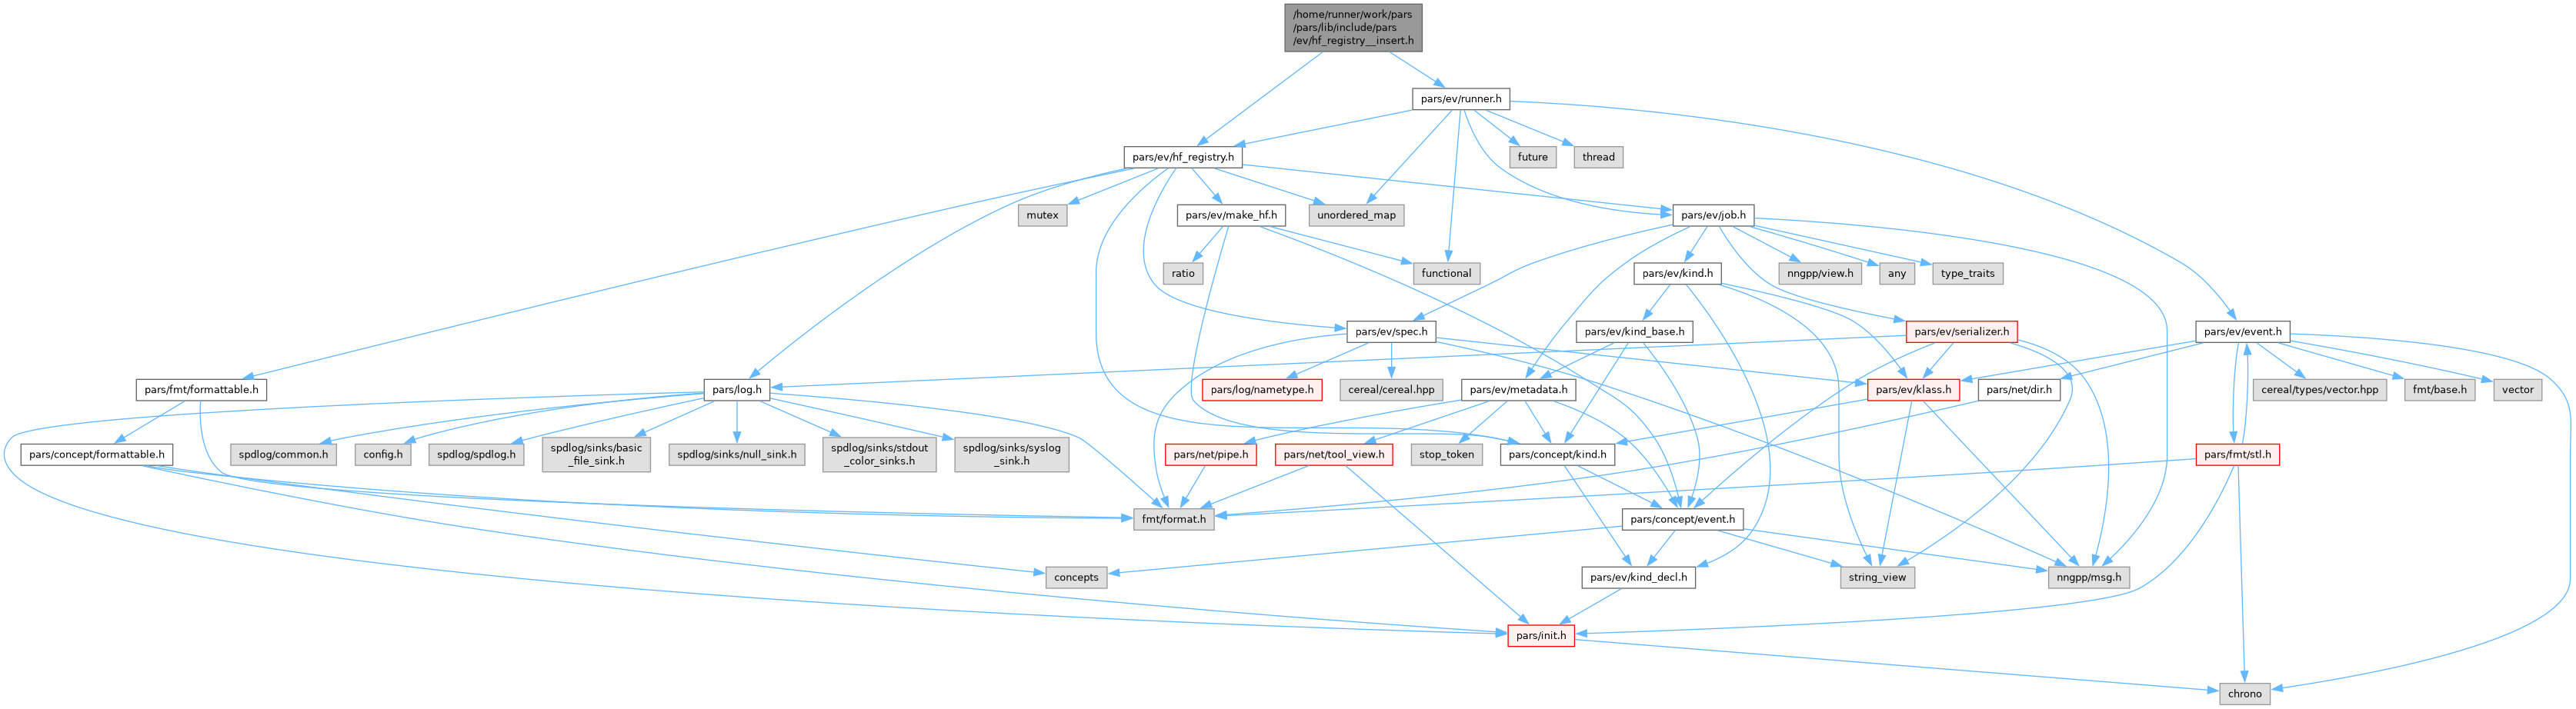 /home/runner/work/pars
/pars/lib/include/pars
/ev/hf_registry__insert.h
pars/ev/runner.h
pars/ev/hf_registry.h
future
thread
mutex
pars/ev/make_hf.h
unordered_map
pars/ev/job.h
ratio
functional
pars/ev/kind.h
nngpp/view.h
any
type_traits
pars/ev/spec.h
pars/ev/kind_base.h
pars/ev/serializer.h
pars/ev/event.h
pars/fmt/formattable.h
pars/log.h
pars/log/nametype.h
cereal/cereal.hpp
pars/ev/metadata.h
pars/ev/klass.h
pars/net/dir.h
cereal/types/vector.hpp
fmt/base.h
vector
pars/concept/formattable.h
spdlog/common.h
config.h
spdlog/spdlog.h
spdlog/sinks/basic
_file_sink.h
spdlog/sinks/null_sink.h
spdlog/sinks/stdout
_color_sinks.h
spdlog/sinks/syslog
_sink.h
pars/net/pipe.h
pars/net/tool_view.h
stop_token
pars/concept/kind.h
pars/fmt/stl.h
fmt/format.h
pars/concept/event.h
concepts
pars/ev/kind_decl.h
string_view
nngpp/msg.h
pars/init.h
chrono